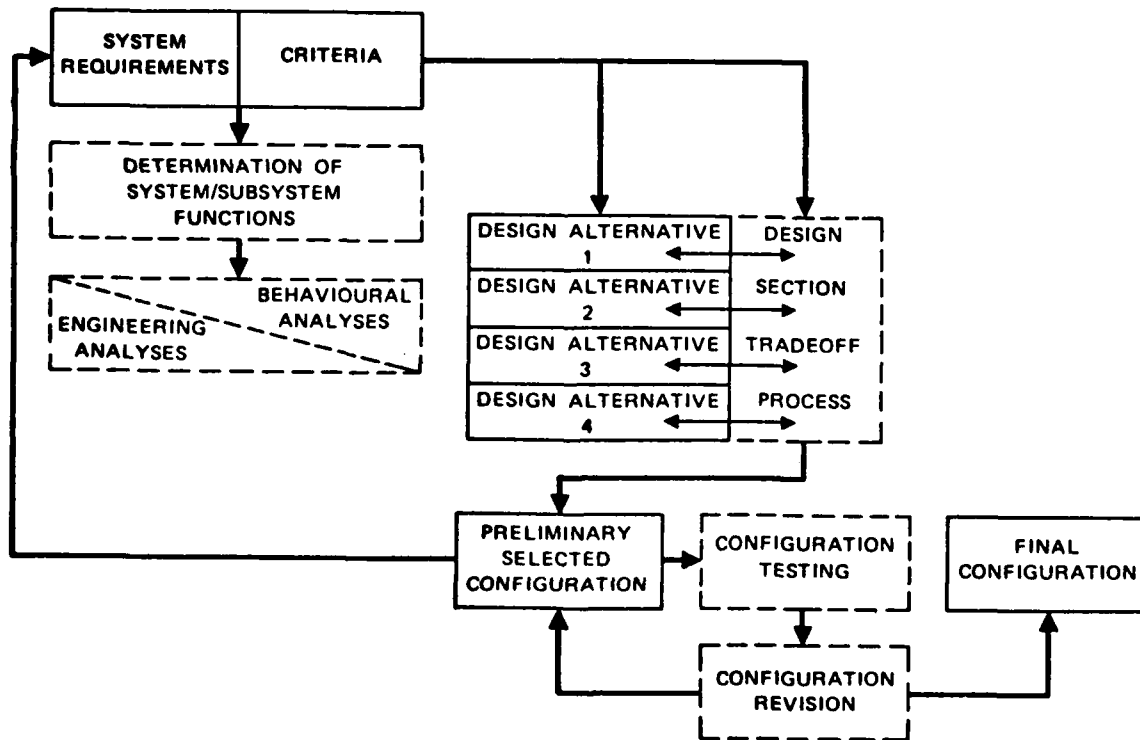 SYSTEM
REQUIREMENTS
CRITERIA
DETERMINATION OF
SYSTEM/SUBSYSTEM
FUNCTIONS
BEHAVIOURAL
ANALYSES
ENGINEERING
ANALYSES
DESIGN ALTERNATIVE
1
DESIGN ALTERNATIVE
2
DESIGN ALTERNATIVE
3
DESIGN ALTERNATIVE
4
DESIGN
SECTION
TRADEOFF
PROCESS
PRELIMINARY
SELECTED
CONFIGURATION
CONFIGURATION
TESTING
CONFIGURATION
REVISION
FINAL
CONFIGURATION